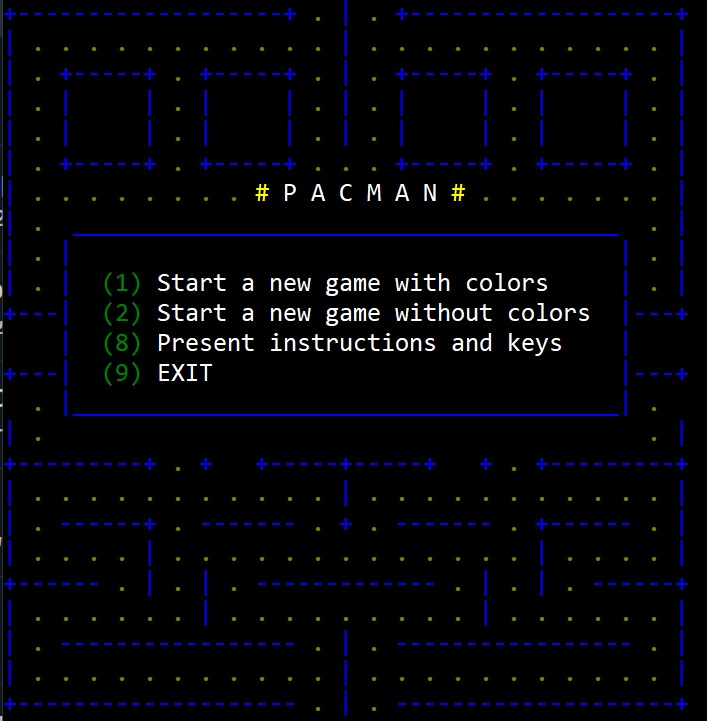 # P A C M A N #
(1) Start a new game with colors
(2) Start a new game without colors
(8) Present instructions and keys
(9) EXIT